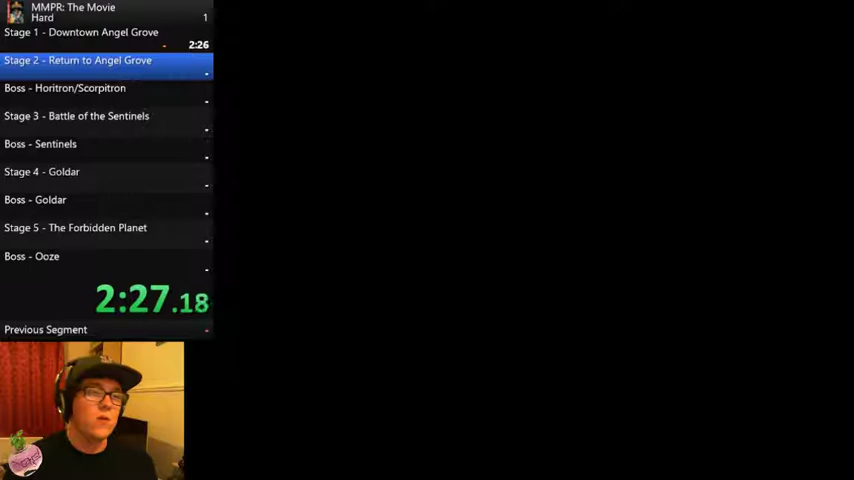 MMPR: The Movie
Hard 1
Stage 1 - Downtown Angel Grove
- 2:26
Stage 2 - Return to Angel Grove
-
Boss - Horitron/Scorpitron
-
Stage 3 - Battle of the Sentinels
-
Boss - Sentinels
-
Stage 4 - Goldar
-
Boss - Goldar
-
Stage 5 - The Forbidden Planet
-
Boss - Ooze
-
2:27.18
Previous Segment -